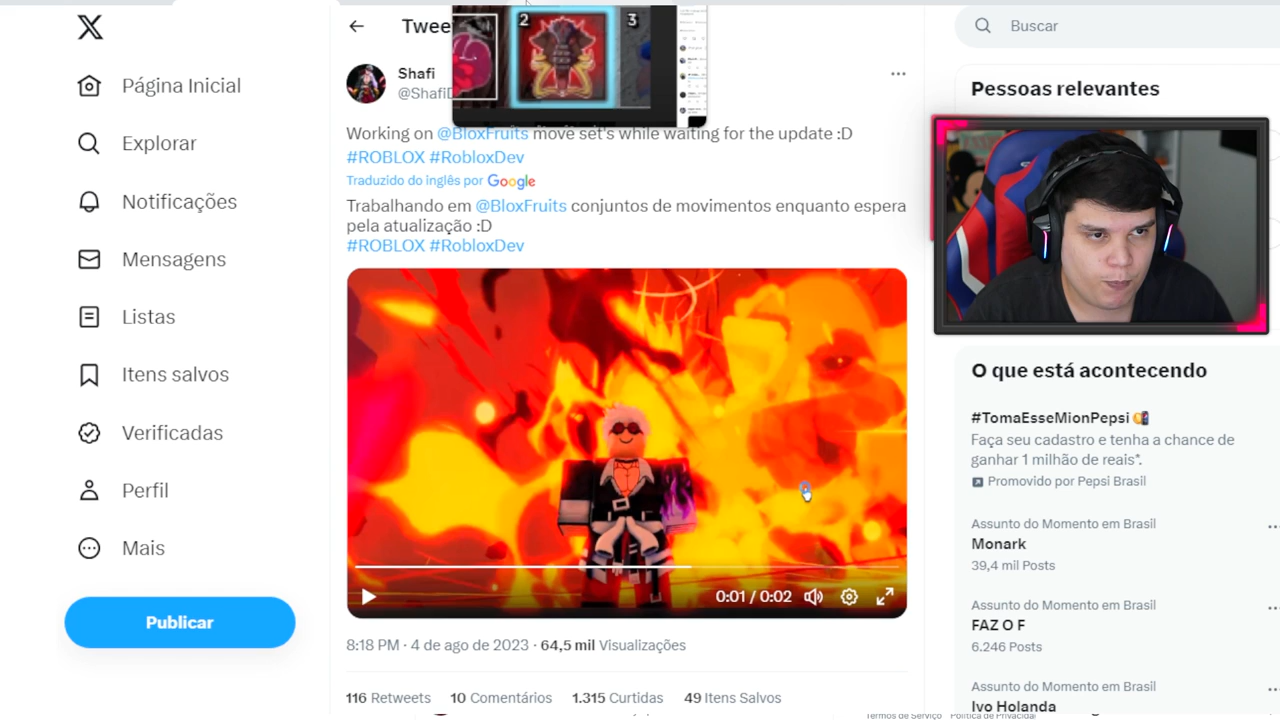 Página Inicial
Explorar
Notificações
Mensagens
Listas
Itens salvos
Verificadas
Perfil
Mais
Publicar
2
3
Shafi
Working on @BloxFruits move set's while waiting for the update :D
#ROBLOX #RobloxDev
Traduzido do inglês por Google
Trabalhando em @BloxFruits conjuntos de movimentos enquanto espera
pela atualização :D
#ROBLOX #RobloxDev
0:01 / 0:02
8:18 PM · 4 de ago de 2023 · 64,5 mil Visualizações
116 Retweets 10 Comentários 1.315 Curtidas 49 Itens Salvos
Buscar
Pessoas relevantes
O que está acontecendo
#TomaEsseMionPepsi
Faça seu cadastro e tenha a chance de
ganhar 1 milhão de reais*.
Promovido por Pepsi Brasil
Assunto do Momento em Brasil
Monark
39,4 mil Posts
Assunto do Momento em Brasil
FAZ O F
6.246 Posts
Assunto do Momento em Brasil
Ivo Holanda
Termos de Serviço Política de Privacidade